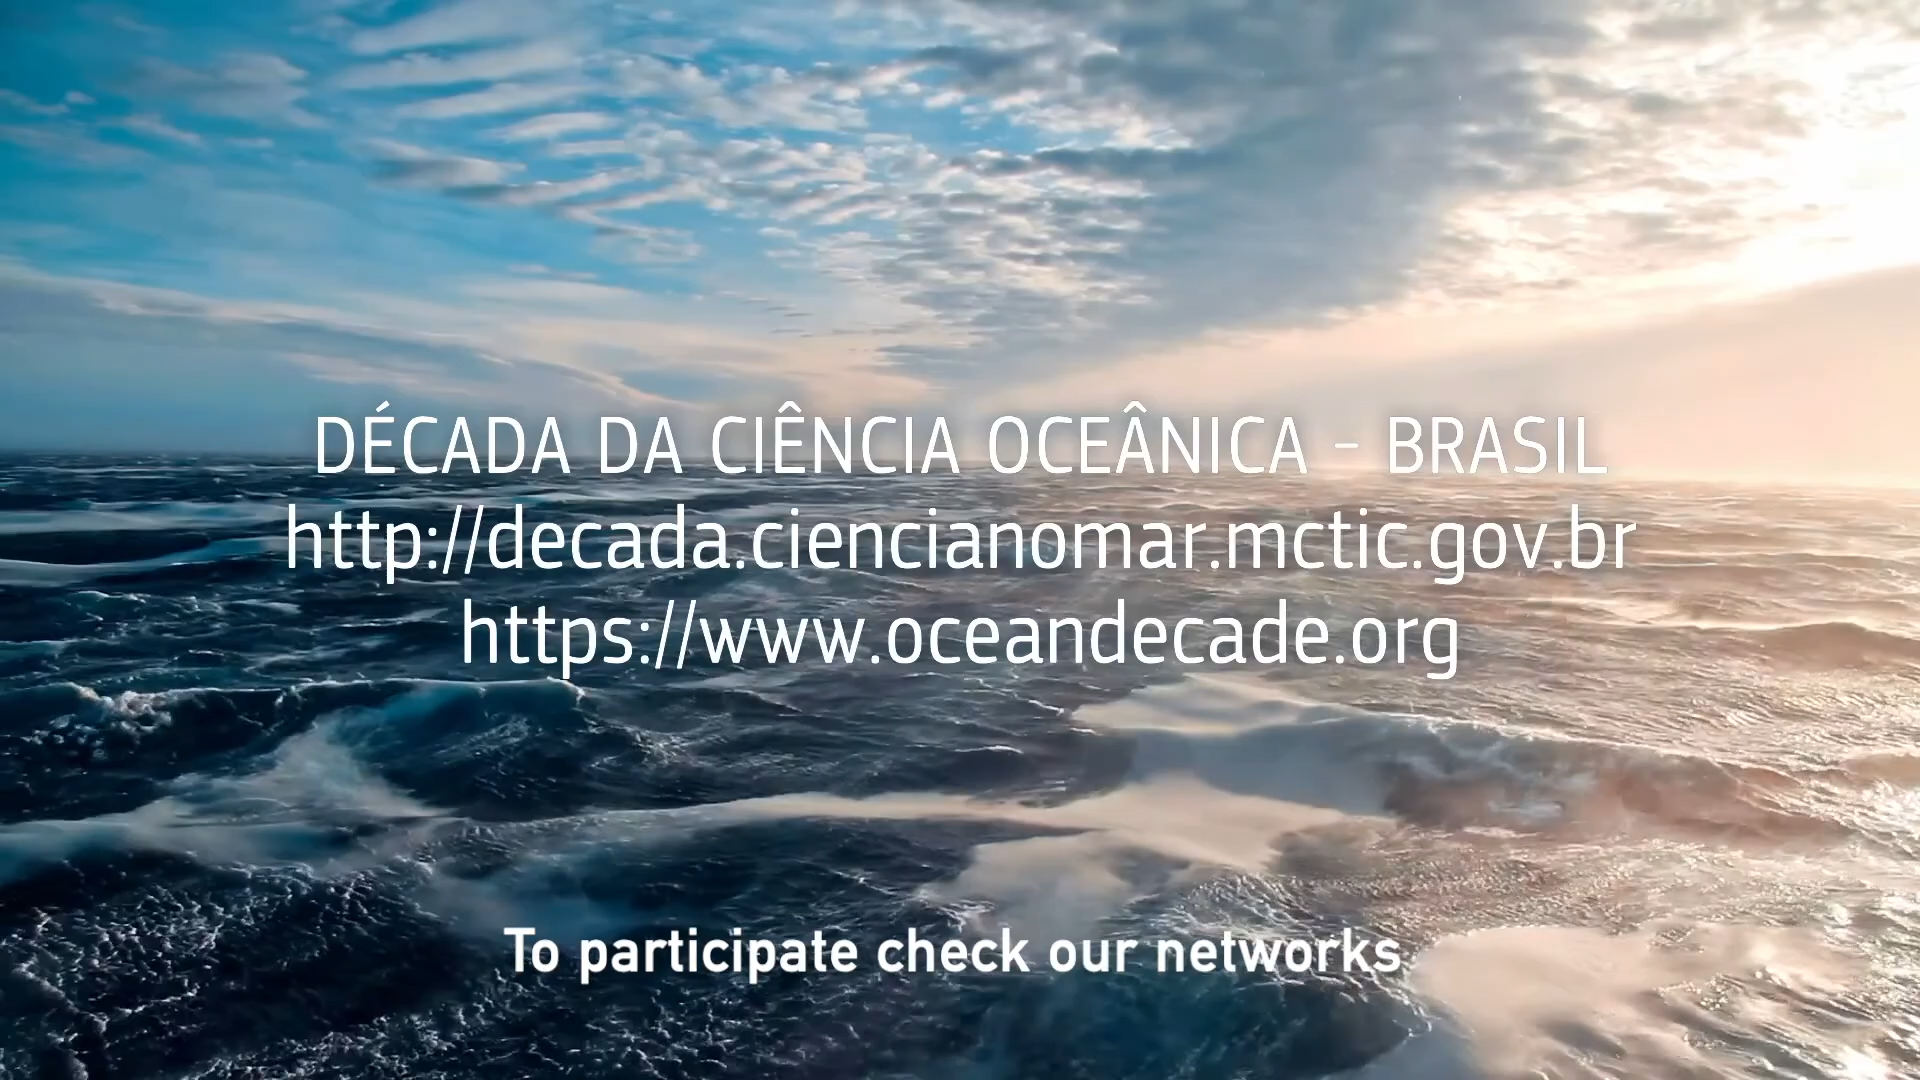 DÉCADA DA CIÊNCIA OCEÂNICA - BRASIL
http://decada.ciencianomar.mctic.gov.br
https://www.oceandecade.org
To participate check our networks